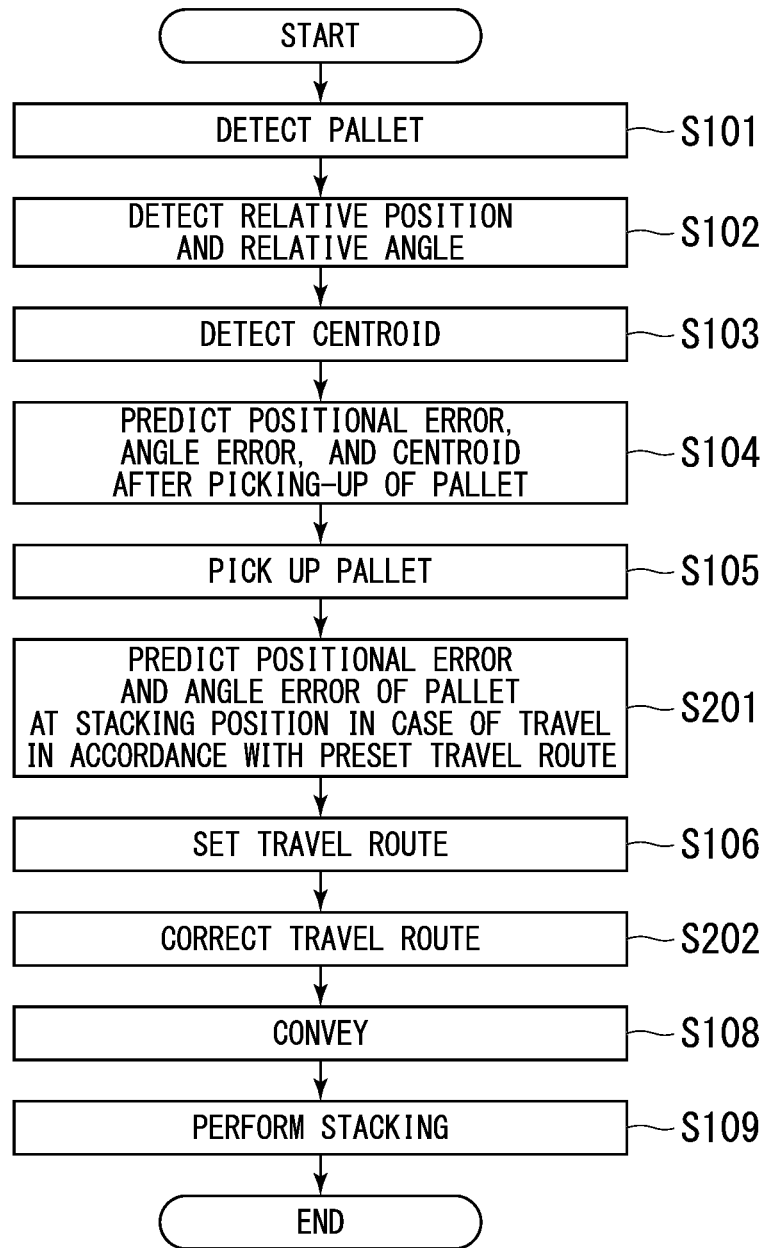 START
DETECT PALLET
S101
DETECT RELATIVE POSITION
AND RELATIVE ANGLE
S102
DETECT CENTROID
S103
PREDICT POSITIONAL ERROR,
ANGLE ERROR, AND CENTROID
AFTER PICKING-UP OF PALLET
S104
PICK UP PALLET
S105
PREDICT POSITIONAL ERROR
AND ANGLE ERROR OF PALLET
AT STACKING POSITION IN CASE OF TRAVEL
IN ACCORDANCE WITH PRESET TRAVEL ROUTE
S201
SET TRAVEL ROUTE
S106
CORRECT TRAVEL ROUTE
S202
CONVEY
S108
PERFORM STACKING
S109
END